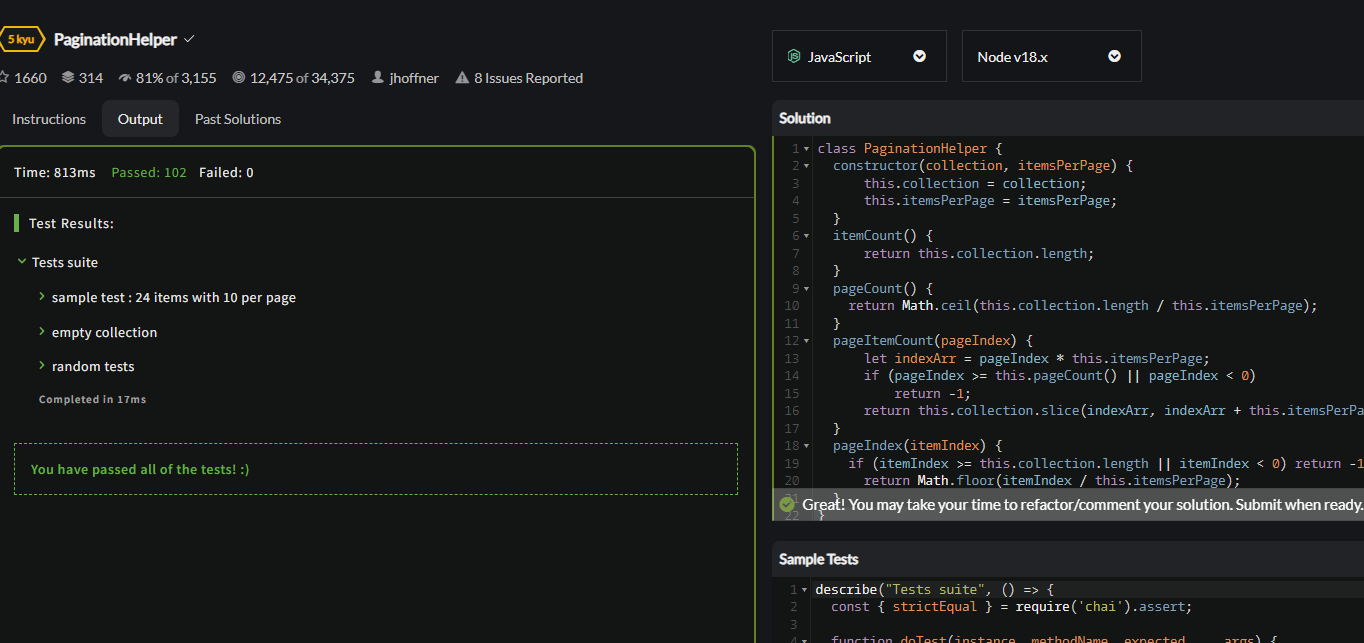 5 kyu PaginationHelper
1660 314 81% of 3,155 12,475 of 34,375 jhoffner 8 Issues Reported
Instructions Output Past Solutions
Time: 813ms Passed: 102 Failed: 0
Test Results:
Tests suite
sample test : 24 items with 10 per page
empty collection
random tests
Completed in 17ms
You have passed all of the tests! :)
JavaScript Node v18.x
Solution
1 class PaginationHelper {
2 constructor(collection, itemsPerPage) {
3 this.collection = collection;
4 this.itemsPerPage = itemsPerPage;
5 }
6 itemCount() {
7 return this.collection.length;
8 }
9 pageCount() {
10 return Math.ceil(this.collection.length / this.itemsPerPage);
11 }
12 pageItemCount(pageIndex) {
13 let indexArr = pageIndex * this.itemsPerPage;
14 if (pageIndex >= this.pageCount() || pageIndex < 0)
15 return -1;
16 return this.collection.slice(indexArr, indexArr + this.itemsPerPa
17 }
18 pageIndex(itemIndex) {
19 if (itemIndex >= this.collection.length || itemIndex < 0) return -1
20 return Math.floor(itemIndex / this.itemsPerPage);
21 }
Great! You may take your time to refactor/comment your solution. Submit when ready.
22 }
Sample Tests
1 describe("Tests suite", () => {
2 const { strictEqual } = require('chai').assert;
3
4 function doTest(instance, methodName, expected, ...args) {